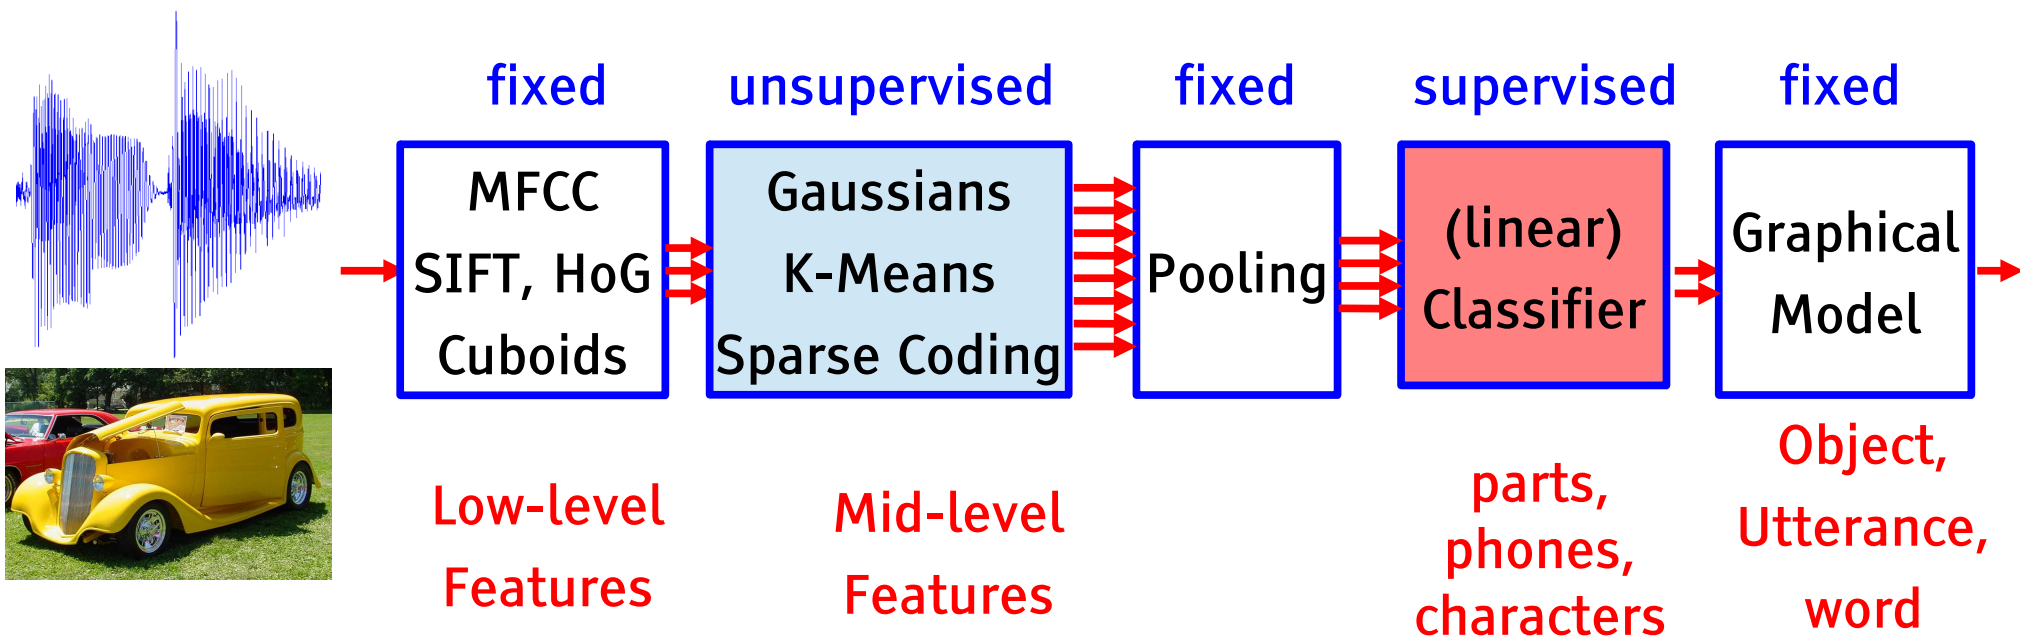 fixed
unsupervised
fixed
supervised
fixed
MFCC
SIFT, HoG
Cuboids
Gaussians
K-Means
Sparse Coding
Pooling
(linear)
Classifier
Graphical
Model
Low-level
Features
Mid-level
Features
parts,
phones,
characters
Object,
Utterance,
word